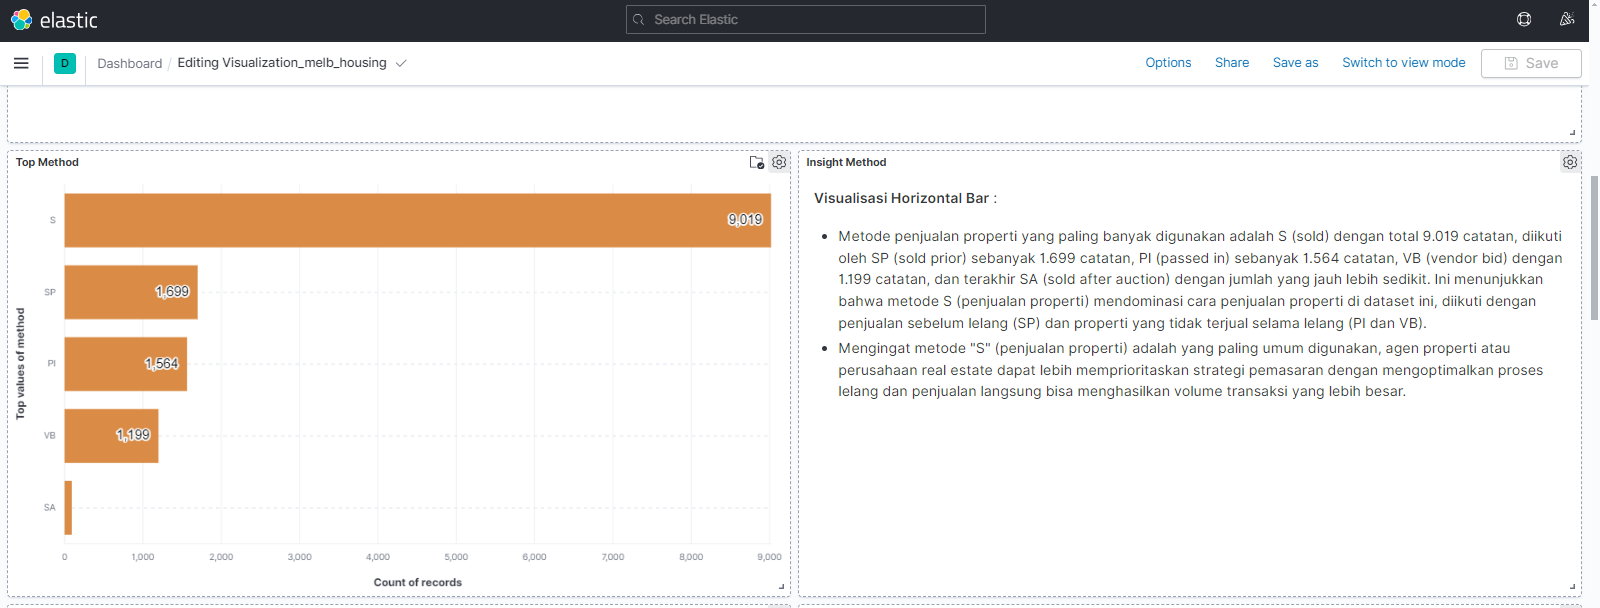 elastic
Search Elastic
D
Dashboard / Editing Visualization_melb_housing
Options
Share
Save as
Switch to view mode
Save
Top Method
Top values of method
S
9,019
SP
1,699
PI
1,564
VB
1,199
SA
0 1,000 2,000 3,000 4,000 5,000 6,000 7,000 8,000 9,000
Count of records
Insight Method
Visualisasi Horizontal Bar :
• Metode penjualan properti yang paling banyak digunakan adalah S (sold) dengan total 9.019 catatan, diikuti
oleh SP (sold prior) sebanyak 1.699 catatan, PI (passed in) sebanyak 1.564 catatan, VB (vendor bid) dengan
1.199 catatan, dan terakhir SA (sold after auction) dengan jumlah yang jauh lebih sedikit. Ini menunjukkan
bahwa metode S (penjualan properti) mendominasi cara penjualan properti di dataset ini, diikuti dengan
penjualan sebelum lelang (SP) dan properti yang tidak terjual selama lelang (PI dan VB).
• Mengingat metode "S" (penjualan properti) adalah yang paling umum digunakan, agen properti atau
perusahaan real estate dapat lebih memprioritaskan strategi pemasaran dengan mengoptimalkan proses
lelang dan penjualan langsung bisa menghasilkan volume transaksi yang lebih besar.